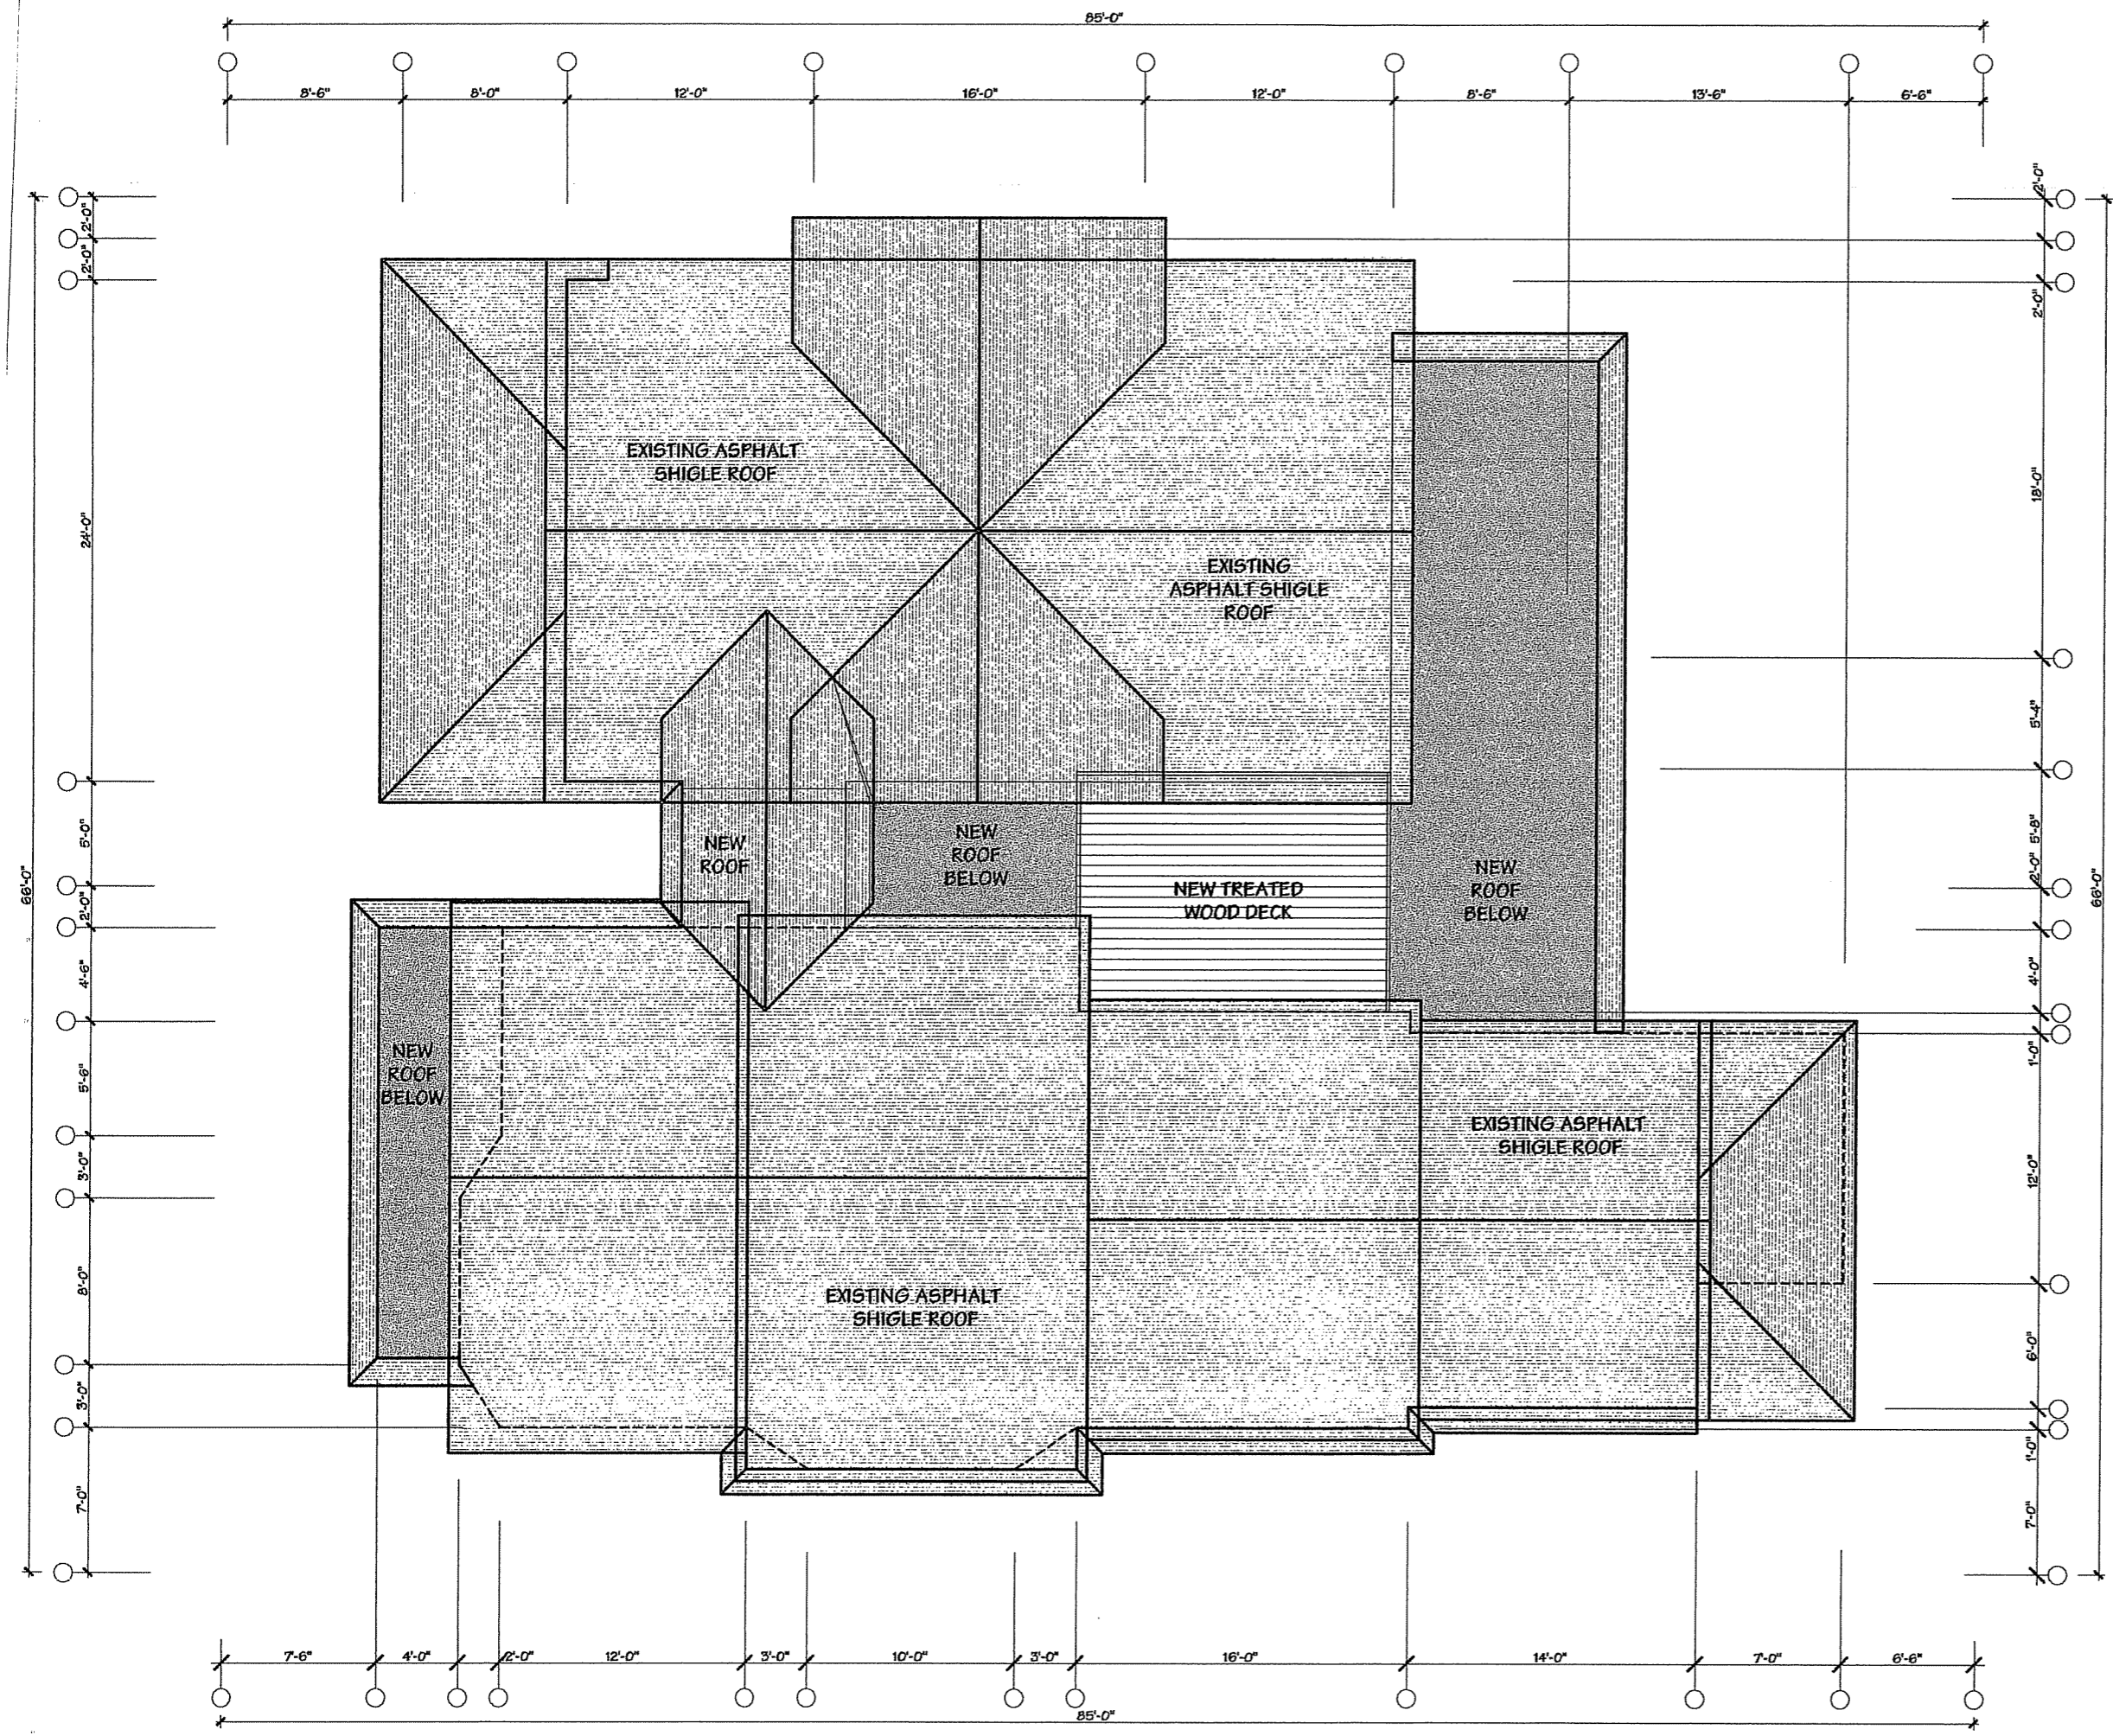 85'-0"
8'-6" 8'-0" 12'-0" 16'-0" 12'-0" 8'-6" 13'-6" 6'-6"
2'-0"
2'-0"
24'-0"
5'-0"
2'-0"
4'-6"
5'-6"
3'-0"
8'-0"
3'-0"
7'-0"
66'-0"
EXISTING ASPHALT
SHIGLE ROOF
EXISTING
ASPHALT SHIGLE
ROOF
NEW
ROOF
NEW
ROOF
BELOW
NEW TREATED
WOOD DECK
NEW
ROOF
BELOW
NEW
ROOF
BELOW
EXISTING ASPHALT
SHIGLE ROOF
EXISTING ASPHALT
SHIGLE ROOF
2'-0"
2'-0"
18'-0"
5'-4"
5'-8"
2'-0"
4'-0"
1'-0"
12'-0"
6'-0"
1'-0"
7'-0"
66'-0"
7'-6" 4'-0" 2'-0" 12'-0" 3'-0" 10'-0" 3'-0" 16'-0" 14'-0" 7'-0" 6'-6"
85'-0"